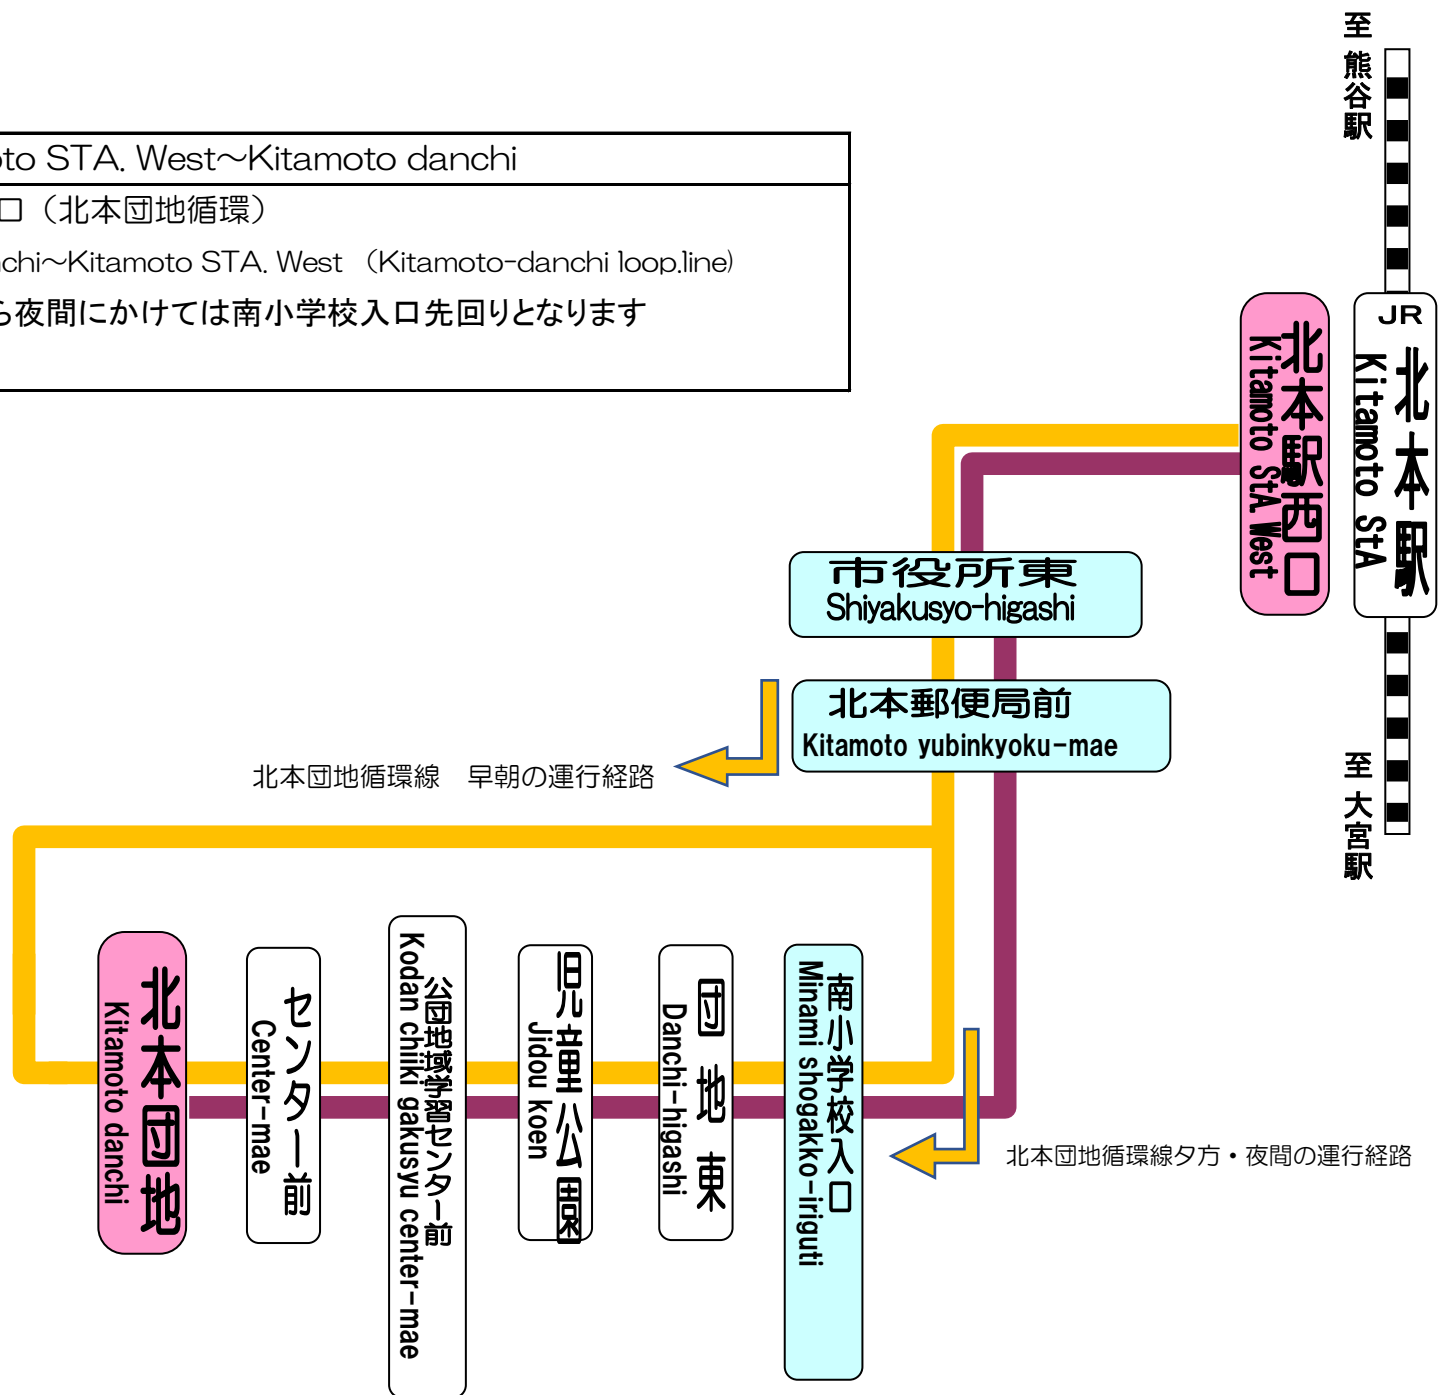 至熊谷駅
oto STA. West～Kitamoto danchi
口（北本団地循環）
nchi～Kitamoto STA. West （Kitamoto-danchi loop.line)
ら夜間にかけては南小学校入口先回りとなります
JR
北本駅
Kitamoto StA
北本駅西口
Kitamoto StA West
市役所東
Shiyakusyo-higashi
北本郵便局前
Kitamoto yubinkyoku-mae
北本団地循環線　早朝の運行経路
至大宮駅
北本団地
Kitamoto danchi
センター前
Center-mae
公団地域学習センター前
Kodan chiiki gakusyu center-mae
児童公園
Jidou koen
団地東
Danchi-higashi
南小学校入口
Minami shogakko-iriguti
北本団地循環線夕方・夜間の運行経路